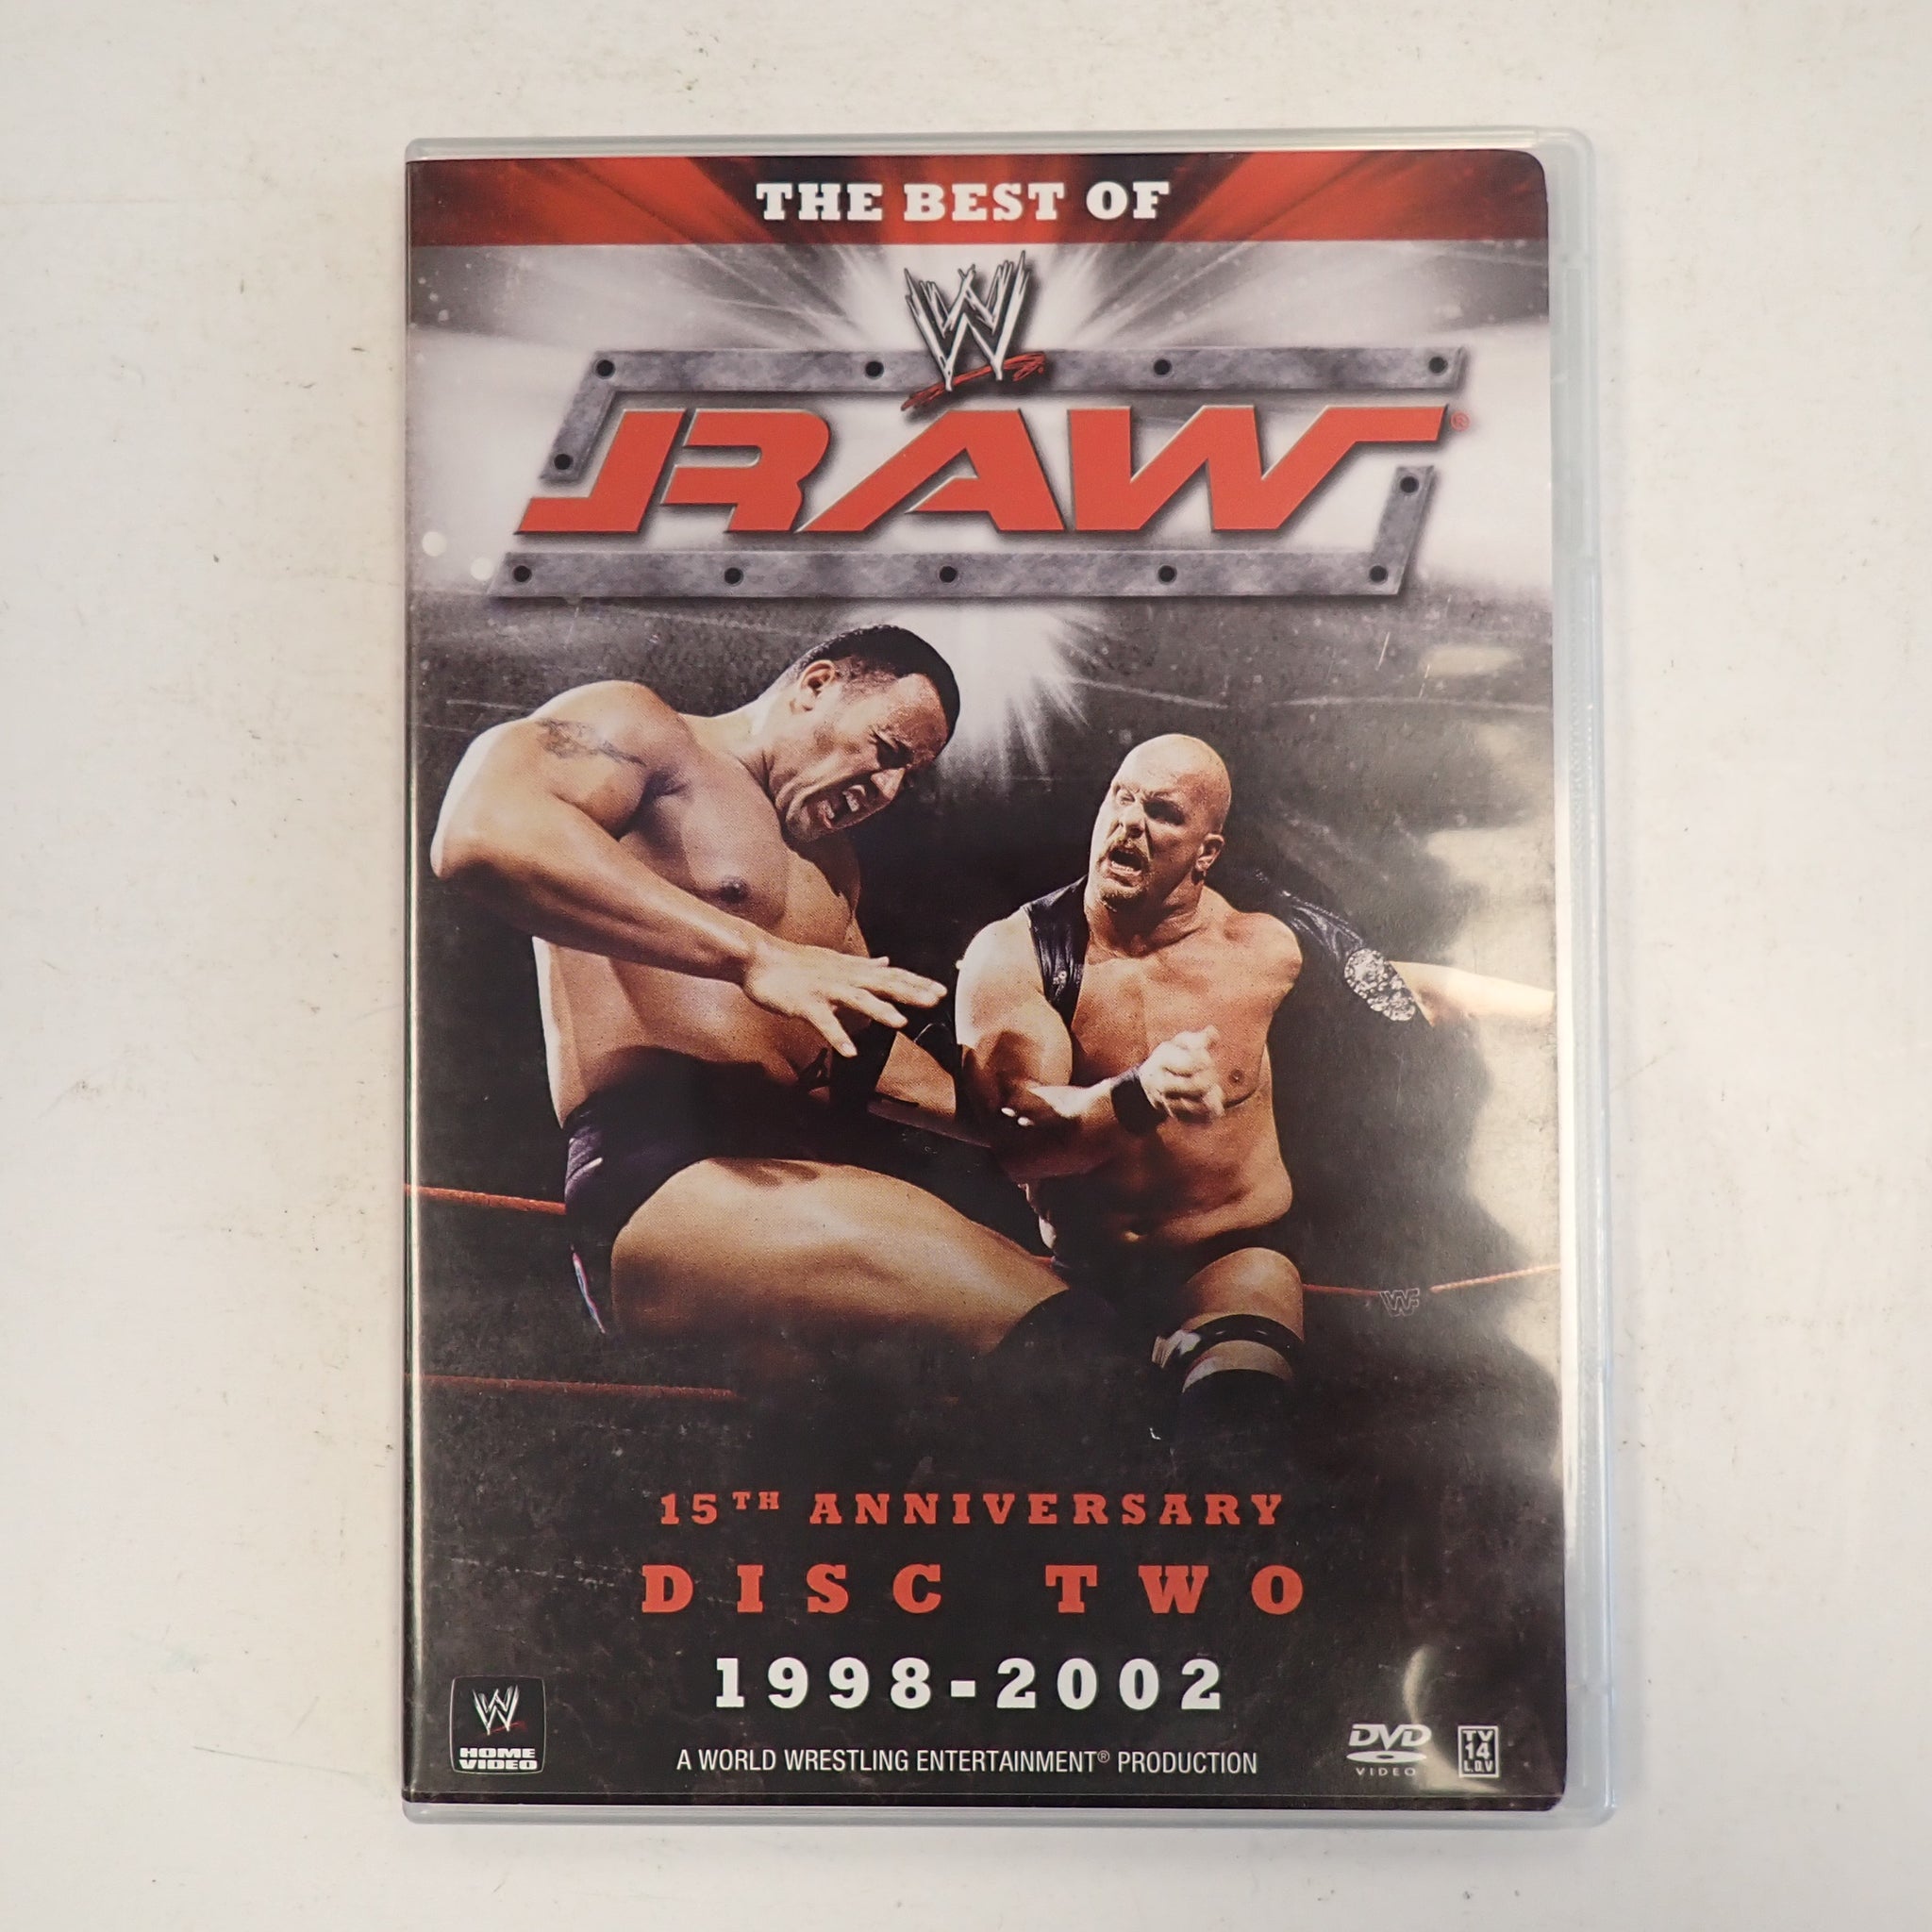 THE BEST OF
W
RAW®
WF
15TH ANNIVERSARY
DISC TWO
1998-2002
W
HOME
VIDEO
A WORLD WRESTLING ENTERTAINMENT® PRODUCTION
DVD
VIDEO
TV
14
L,D,V